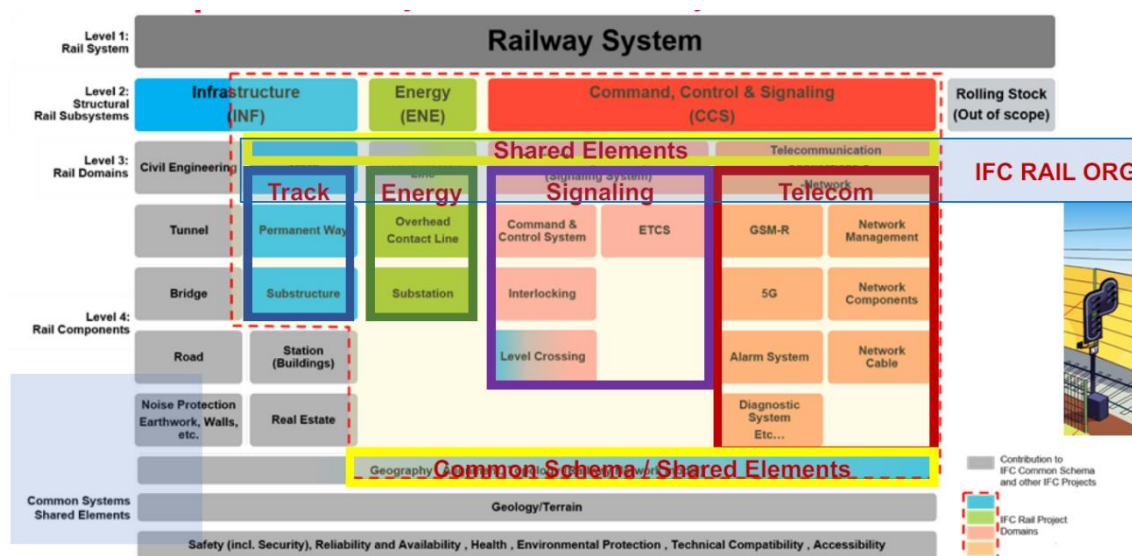 Level 1:
Rail System
Railway System
Level 2:
Structural
Rail Subsystems
Infrastructure
(INF)
Energy
(ENE)
Command, Control & Signaling
(CCS)
Rolling Stock
(Out of scope)
Level 3:
Rail Domains
Civil Engineering
Shared Elements
(Signaling System)
Telecommunication
-Network
IFC RAIL ORG
Track
Energy
Signaling
Telecom
Level 4:
Rail Components
Tunnel
Permanent Way
Overhead
Contact Line
Command &
Control System
ETCS
GSM-R
Network
Management
Bridge
Substructure
Substation
Interlocking
5G
Network
Components
Road
Station
(Buildings)
Level Crossing
Alarm System
Network
Cable
Noise Protection
Earthwork, Walls,
etc.
Real Estate
Diagnostic
System
Etc...
Common Systems
Shared Elements
Geography
Common Schema / Shared Elements
Geology/Terrain
Safety (incl. Security), Reliability and Availability , Health , Environmental Protection , Technical Compatibility , Accessibility
Contribution to
IFC Common Schema
and other IFC Projects
IFC Rail Project
Domains